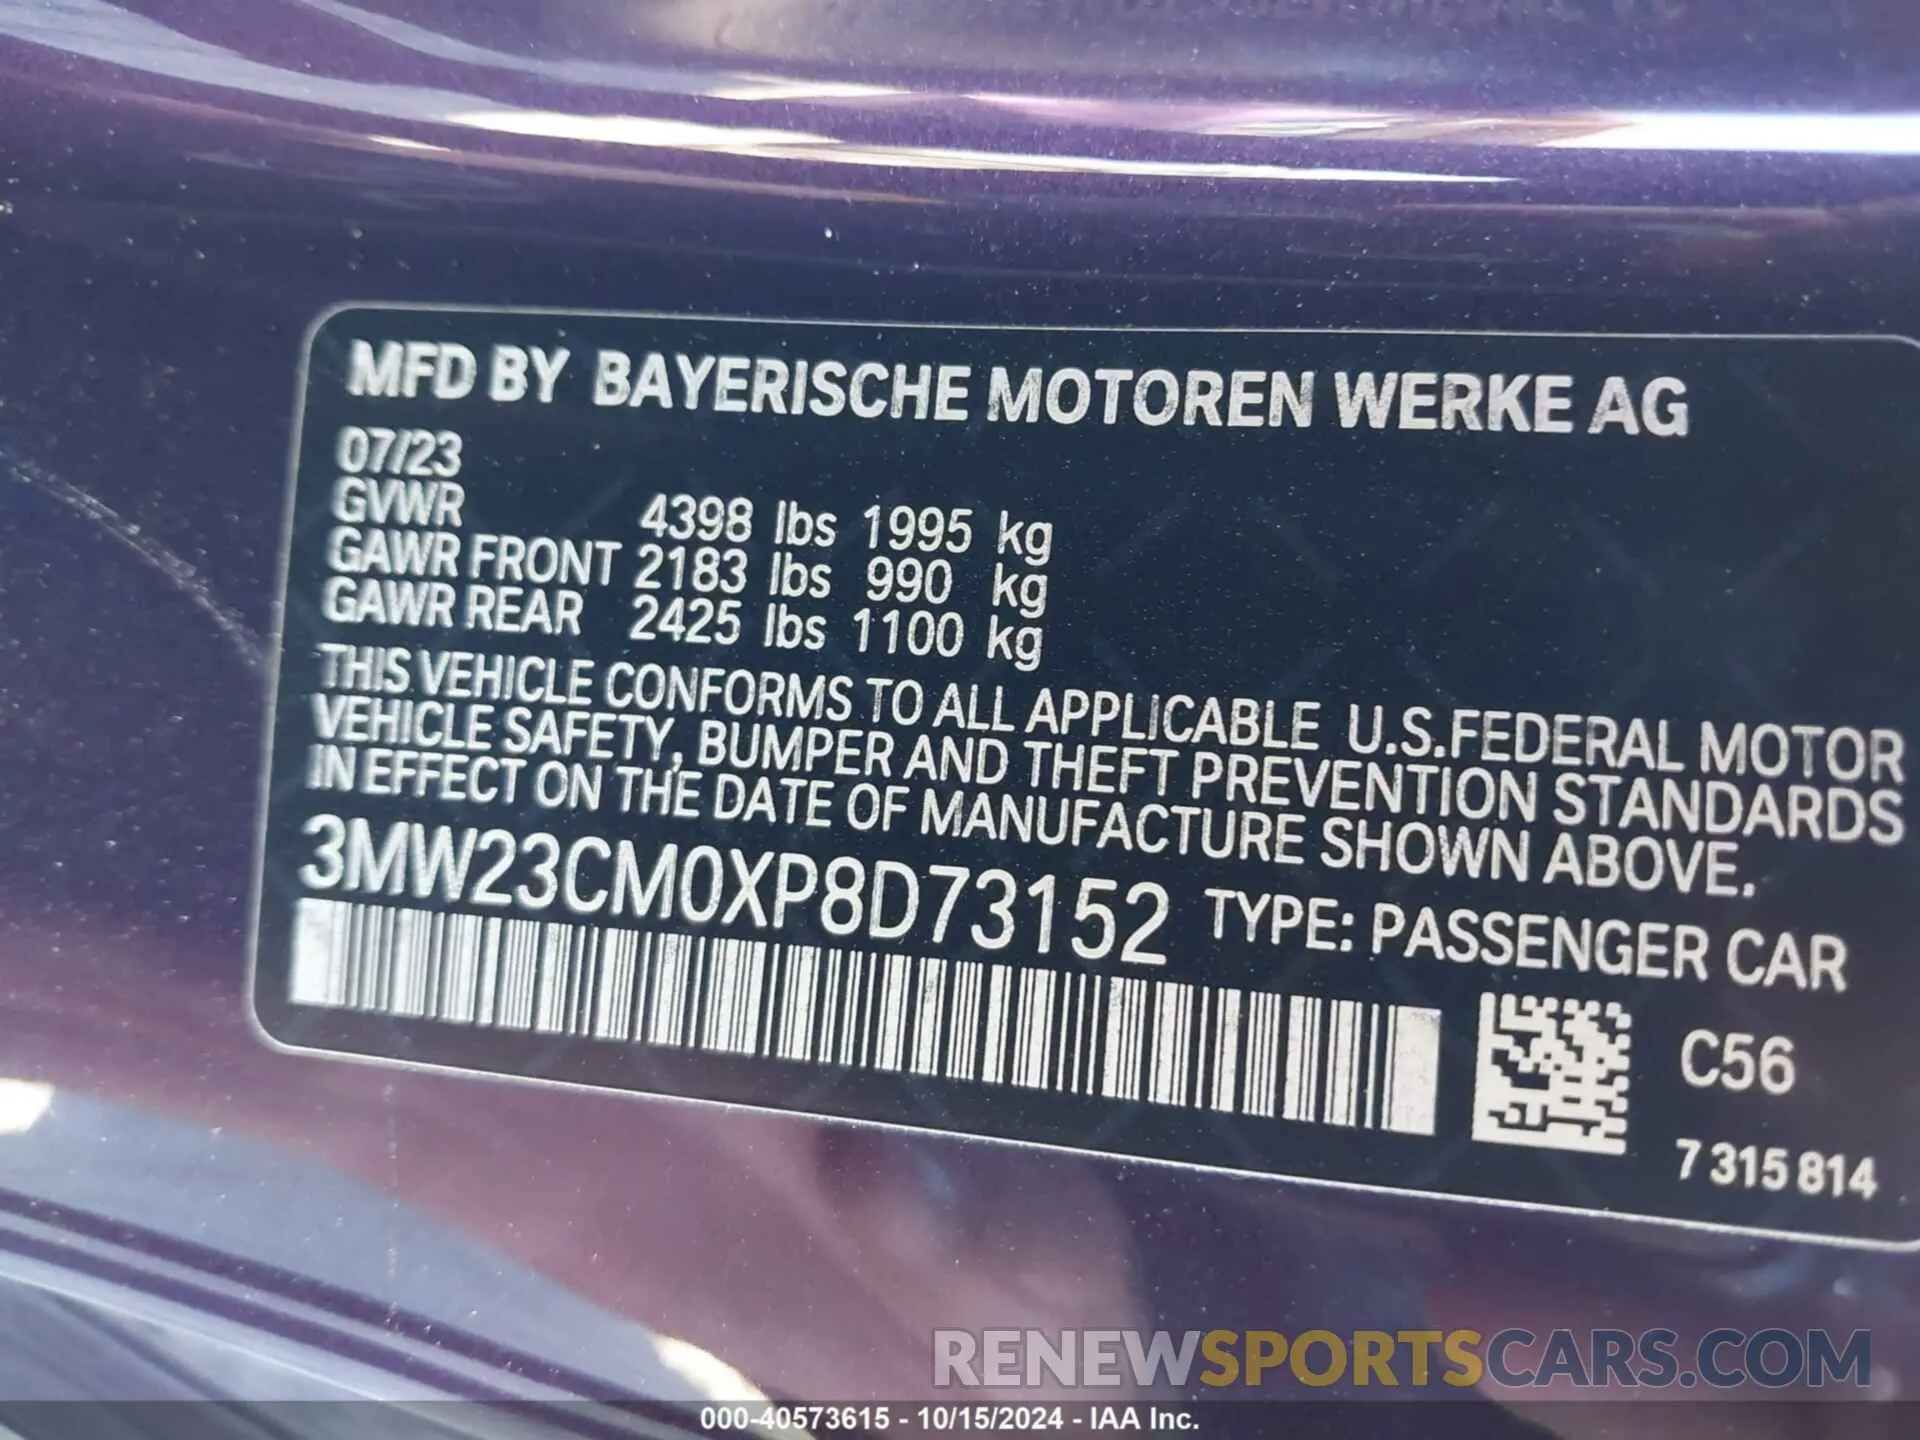 MFD BY BAYERISCHE MOTOREN WERKE AG
07/23
GVWR 4398 lbs 1995 kg
GAWR FRONT 2183 lbs 990 kg
GAWR REAR 2425 lbs 1100 kg
THIS VEHICLE CONFORMS TO ALL APPLICABLE U.S.FEDERAL MOTOR
VEHICLE SAFETY, BUMPER AND THEFT PREVENTION STANDARDS
IN EFFECT ON THE DATE OF MANUFACTURE SHOWN ABOVE.
3MW23CM0XP8D73152 TYPE: PASSENGER CAR
C56
7 315 814
RENEWSPORTSCARS.COM
000-40573615 - 10/15/2024 - IAA Inc.